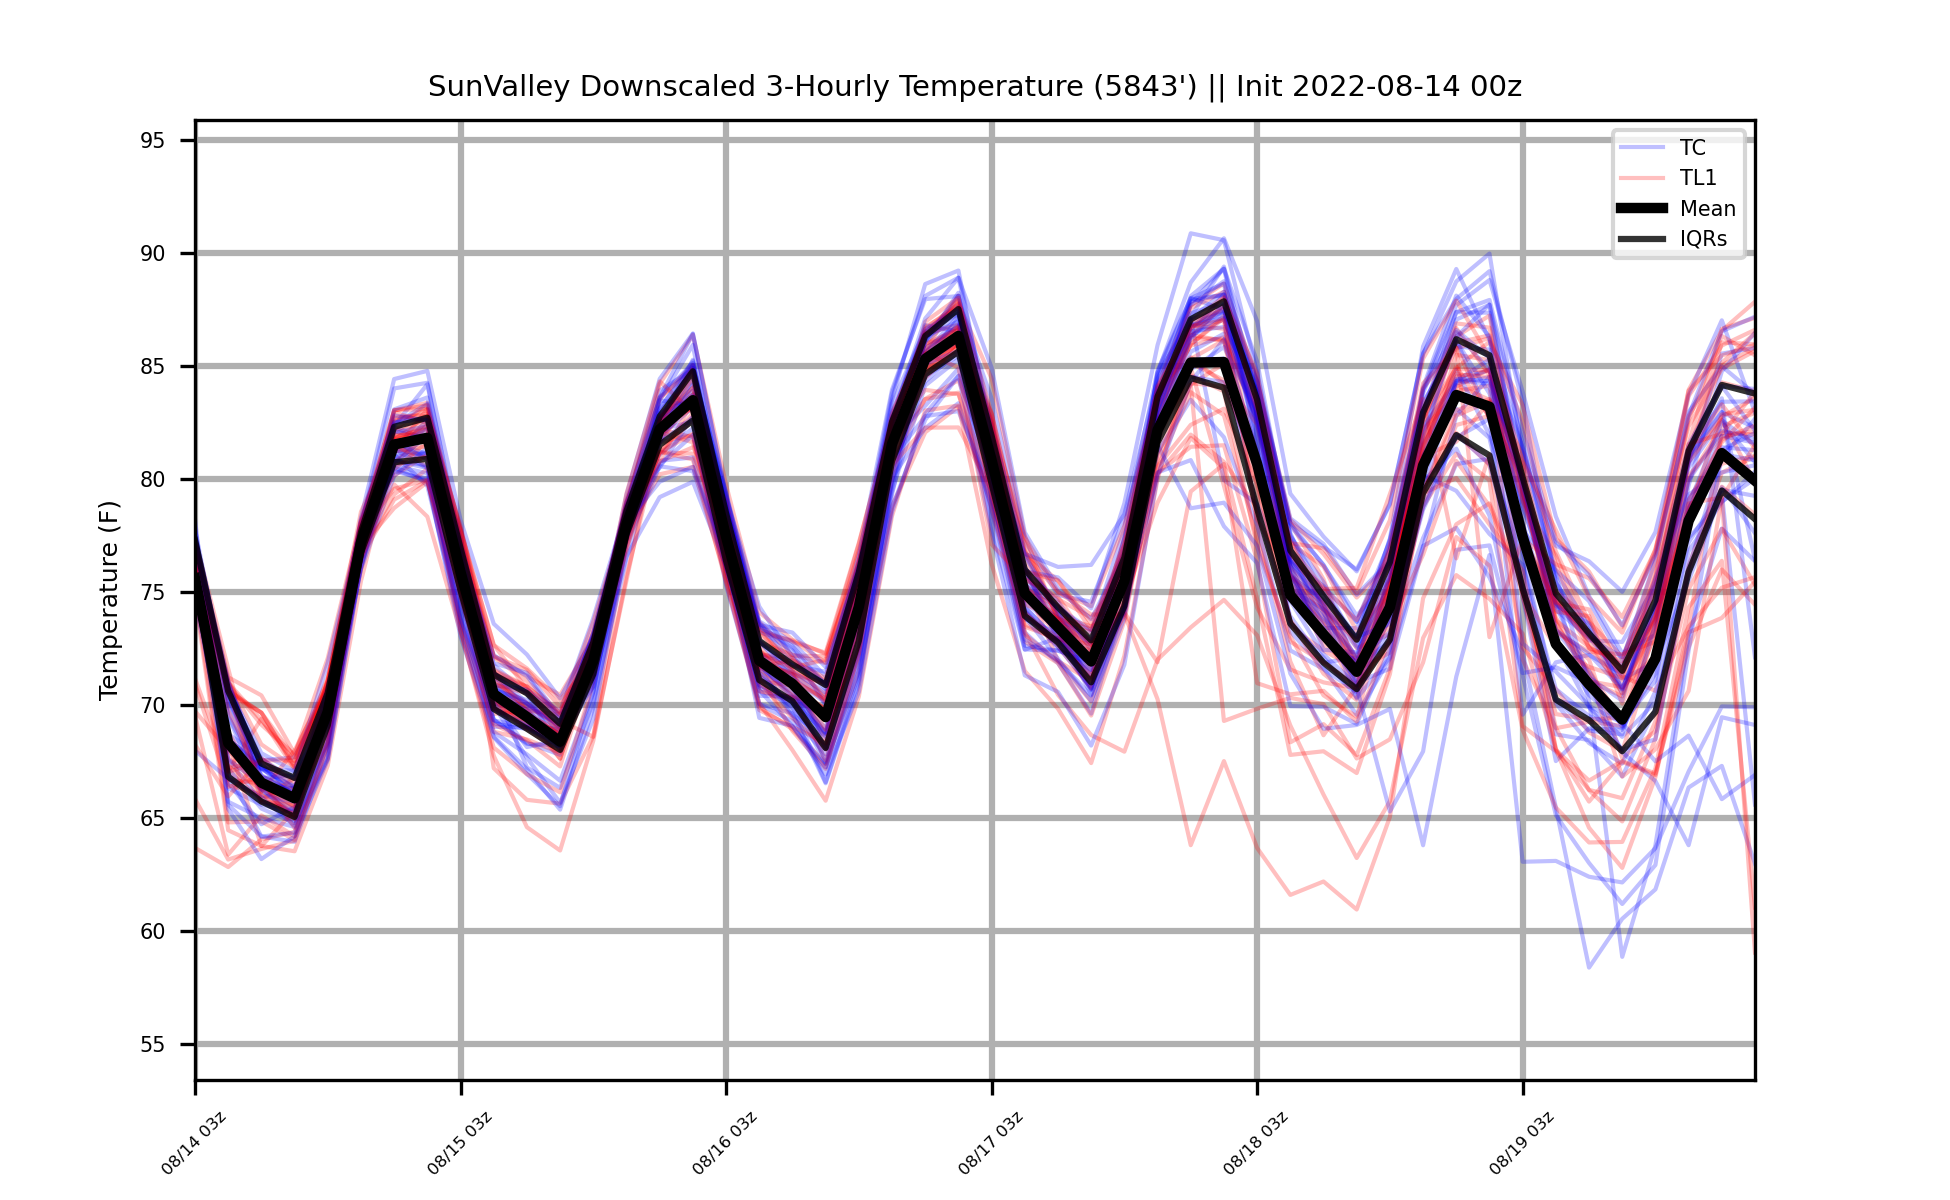 SunValley Downscaled 3-Hourly Temperature (5843') || Init 2022-08-14 00z
TC
TL1
Mean
IQRs
Temperature (F)
95
90
85
80
75
70
65
60
55
08/14 03z
08/15 03z
08/16 03z
08/17 03z
08/18 03z
08/19 03z